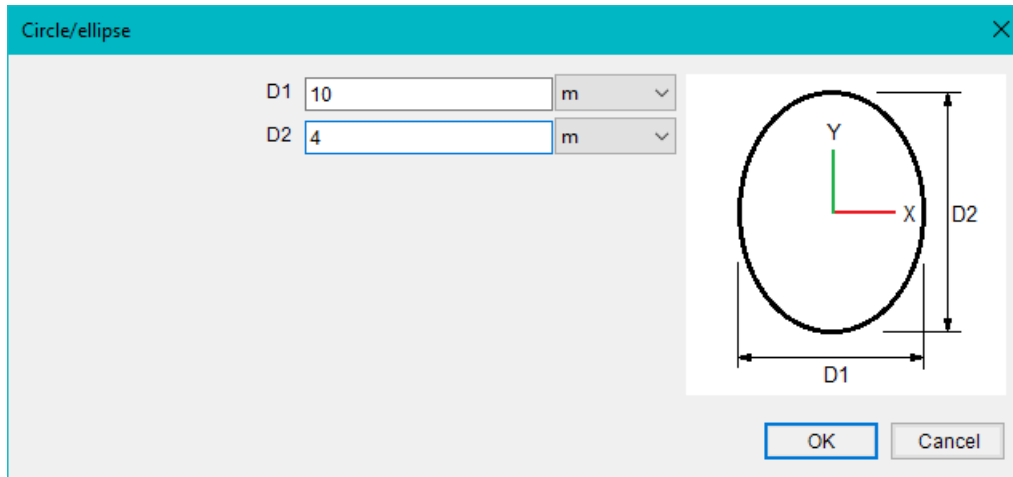 Circle/ellipse
D1 10 m
D2 4 m
Y
X D2
D1
OK Cancel